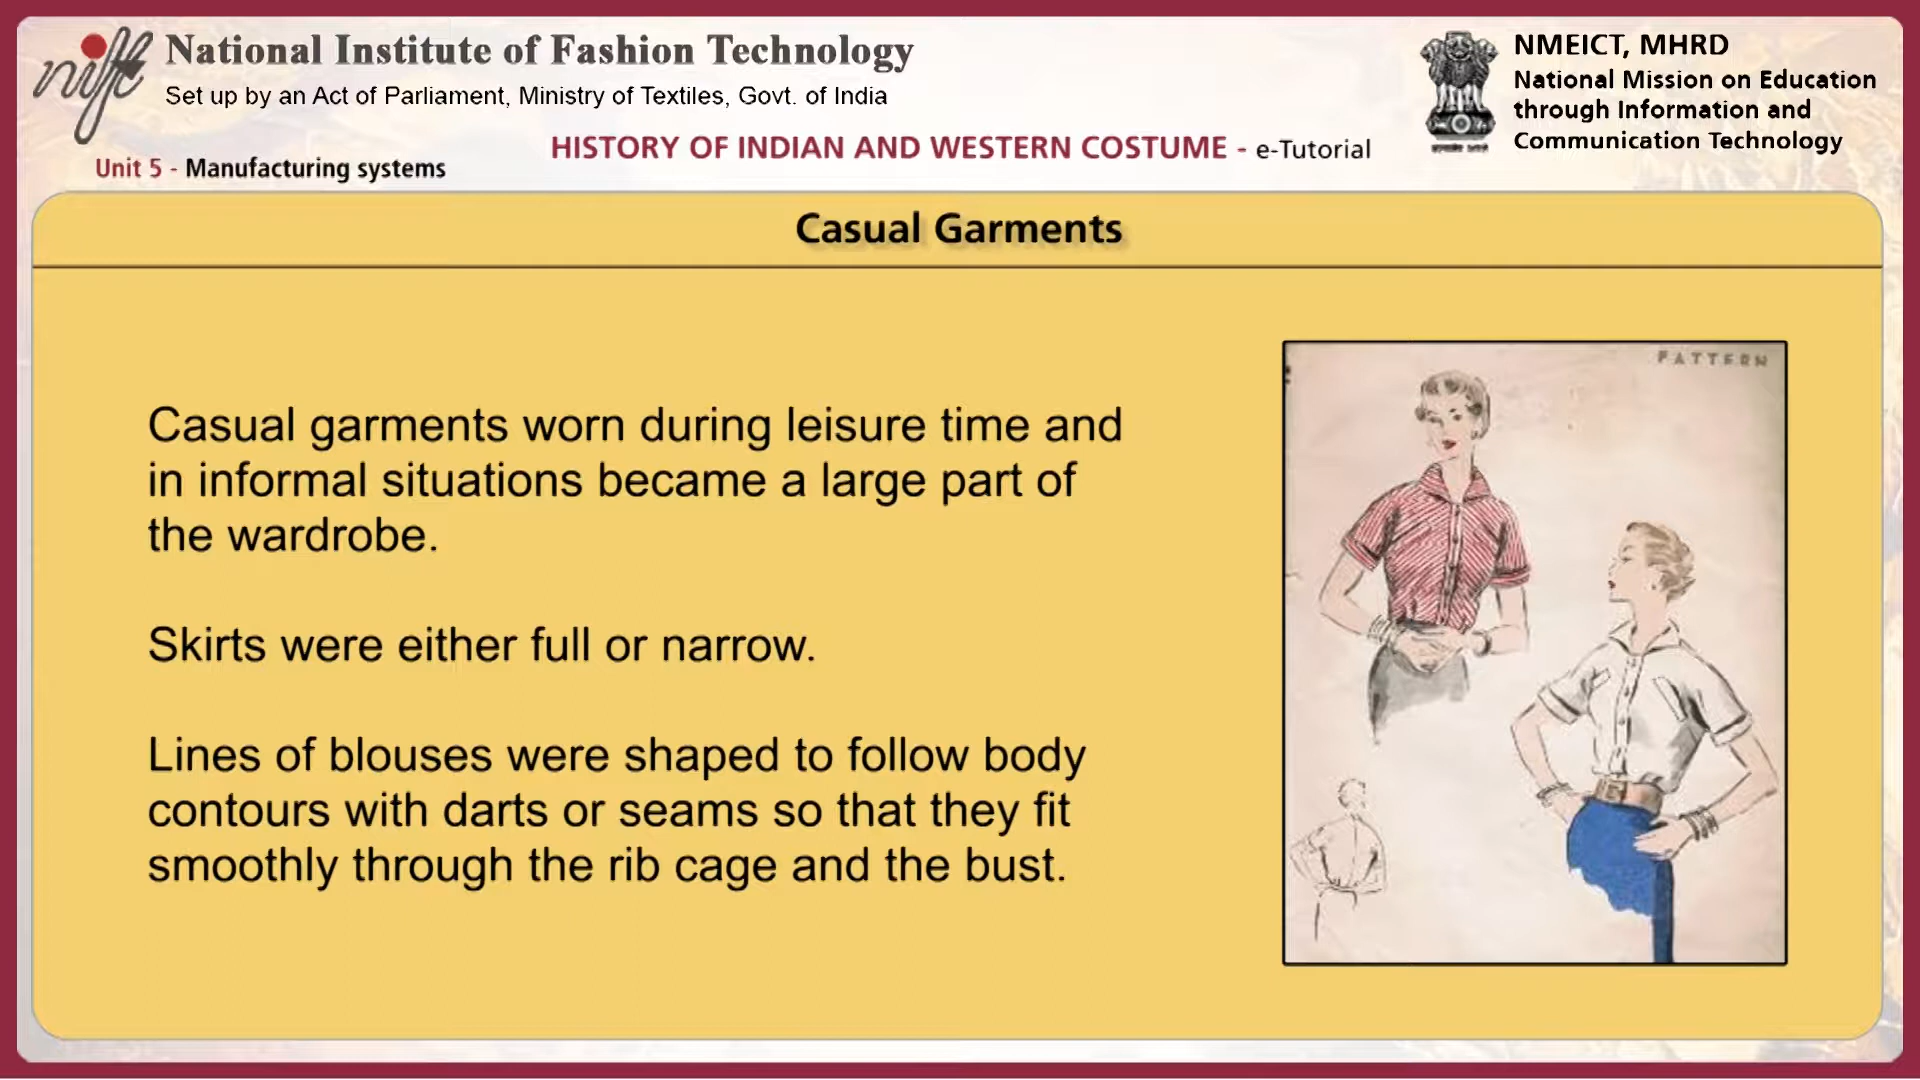 nift
National Institute of Fashion Technology
Set up by an Act of Parliament, Ministry of Textiles, Govt. of India
NMEICT, MHRD
National Mission on Education
through Information and
Communication Technology
HISTORY OF INDIAN AND WESTERN COSTUME - e-Tutorial
Unit 5 - Manufacturing systems
Casual Garments
Casual garments worn during leisure time and
in informal situations became a large part of
the wardrobe.
Skirts were either full or narrow.
Lines of blouses were shaped to follow body
contours with darts or seams so that they fit
smoothly through the rib cage and the bust.
PATTERN